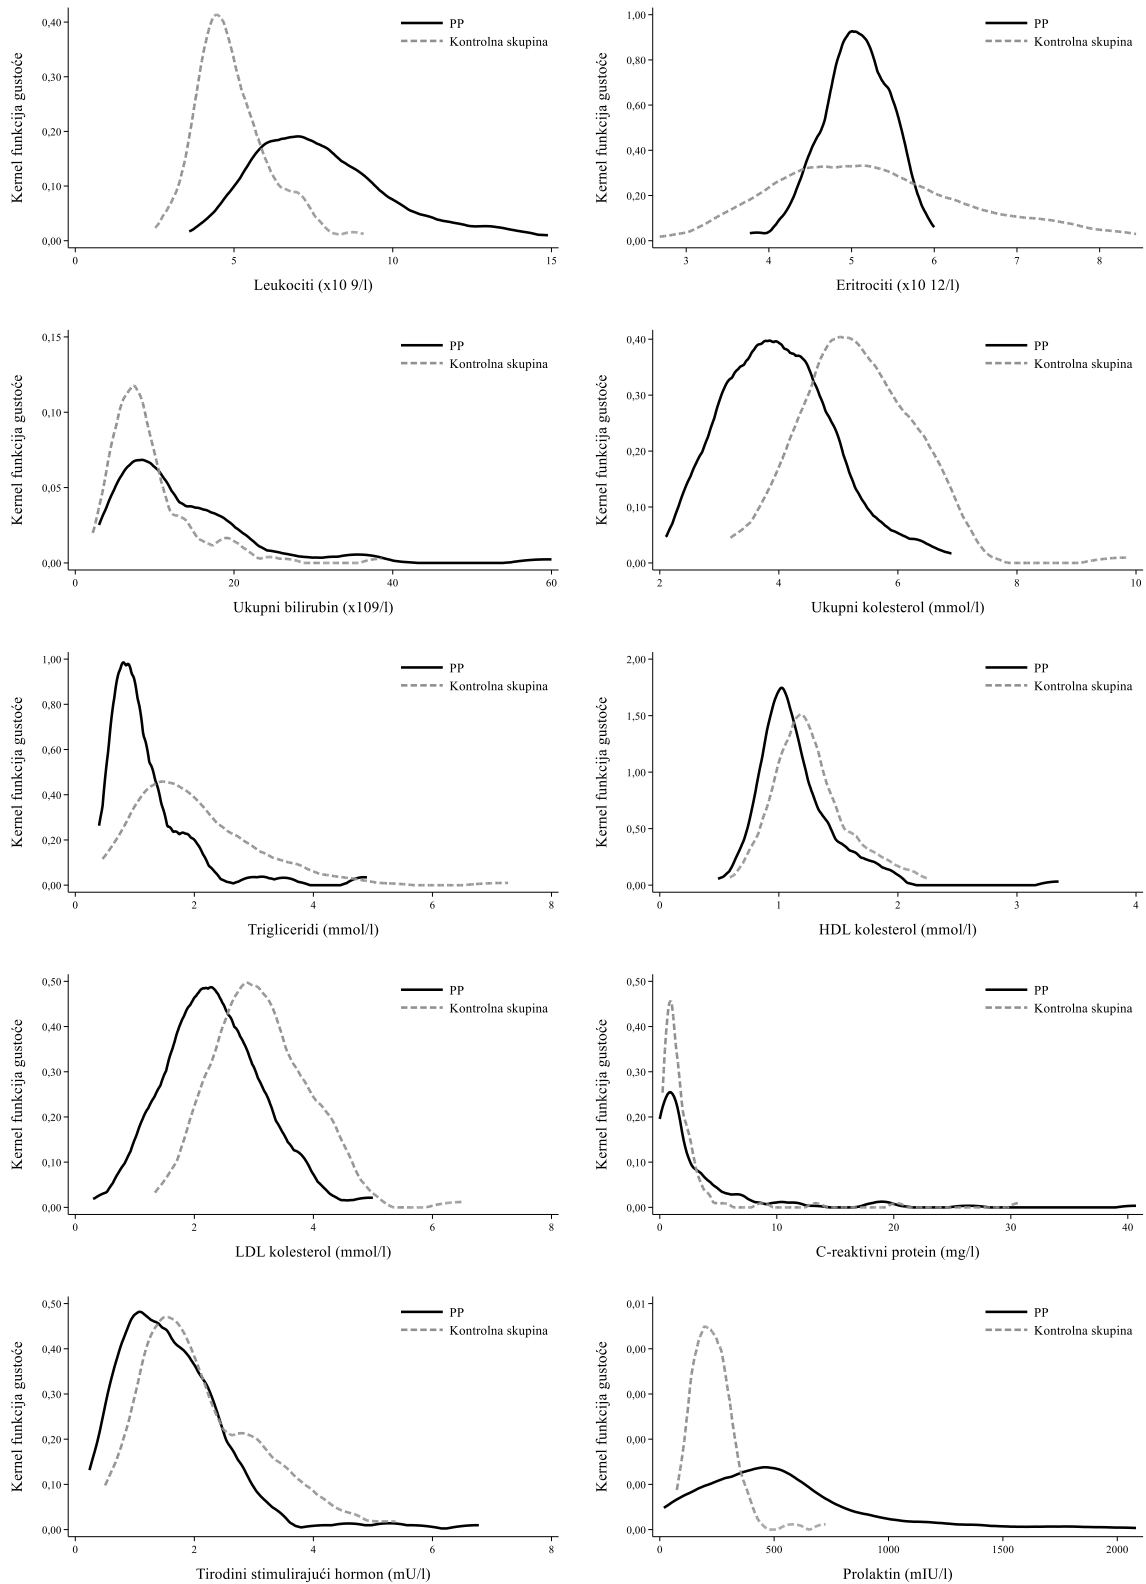 0,40
0,30
0,20
0,10
0,00
Kernel funkcija gustoće
PP
Kontrolna skupina
0 5 10 15
Leukociti (x10 9/l)
1,00
0,80
0,60
0,40
0,20
0,00
Kernel funkcija gustoće
PP
Kontrolna skupina
3 4 5 6 7 8
Eritrociti (x10 12/l)
0,15
0,10
0,05
0,00
Kernel funkcija gustoće
PP
Kontrolna skupina
0 20 40 60
Ukupni bilirubin (x109/l)
0,40
0,30
0,20
0,10
0,00
Kernel funkcija gustoće
PP
Kontrolna skupina
2 4 6 8 10
Ukupni kolesterol (mmol/l)
1,00
0,80
0,60
0,40
0,20
0,00
Kernel funkcija gustoće
PP
Kontrolna skupina
0 2 4 6 8
Trigliceridi (mmol/l)
2,00
1,50
1,00
0,50
0,00
Kernel funkcija gustoće
PP
Kontrolna skupina
0 1 2 3 4
HDL kolesterol (mmol/l)
0,50
0,40
0,30
0,20
0,10
0,00
Kernel funkcija gustoće
PP
Kontrolna skupina
0 2 4 6 8
LDL kolesterol (mmol/l)
0,50
0,40
0,30
0,20
0,10
0,00
Kernel funkcija gustoće
PP
Kontrolna skupina
0 10 20 30 40
C-reaktivni protein (mg/l)
0,50
0,40
0,30
0,20
0,10
0,00
Kernel funkcija gustoće
PP
Kontrolna skupina
0 2 4 6 8
Tirodini stimulirajući hormon (mU/l)
0,01
0,00
0,00
0,00
0,00
0,00
Kernel funkcija gustoće
PP
Kontrolna skupina
0 500 1000 1500 2000
Prolaktin (mIU/l)